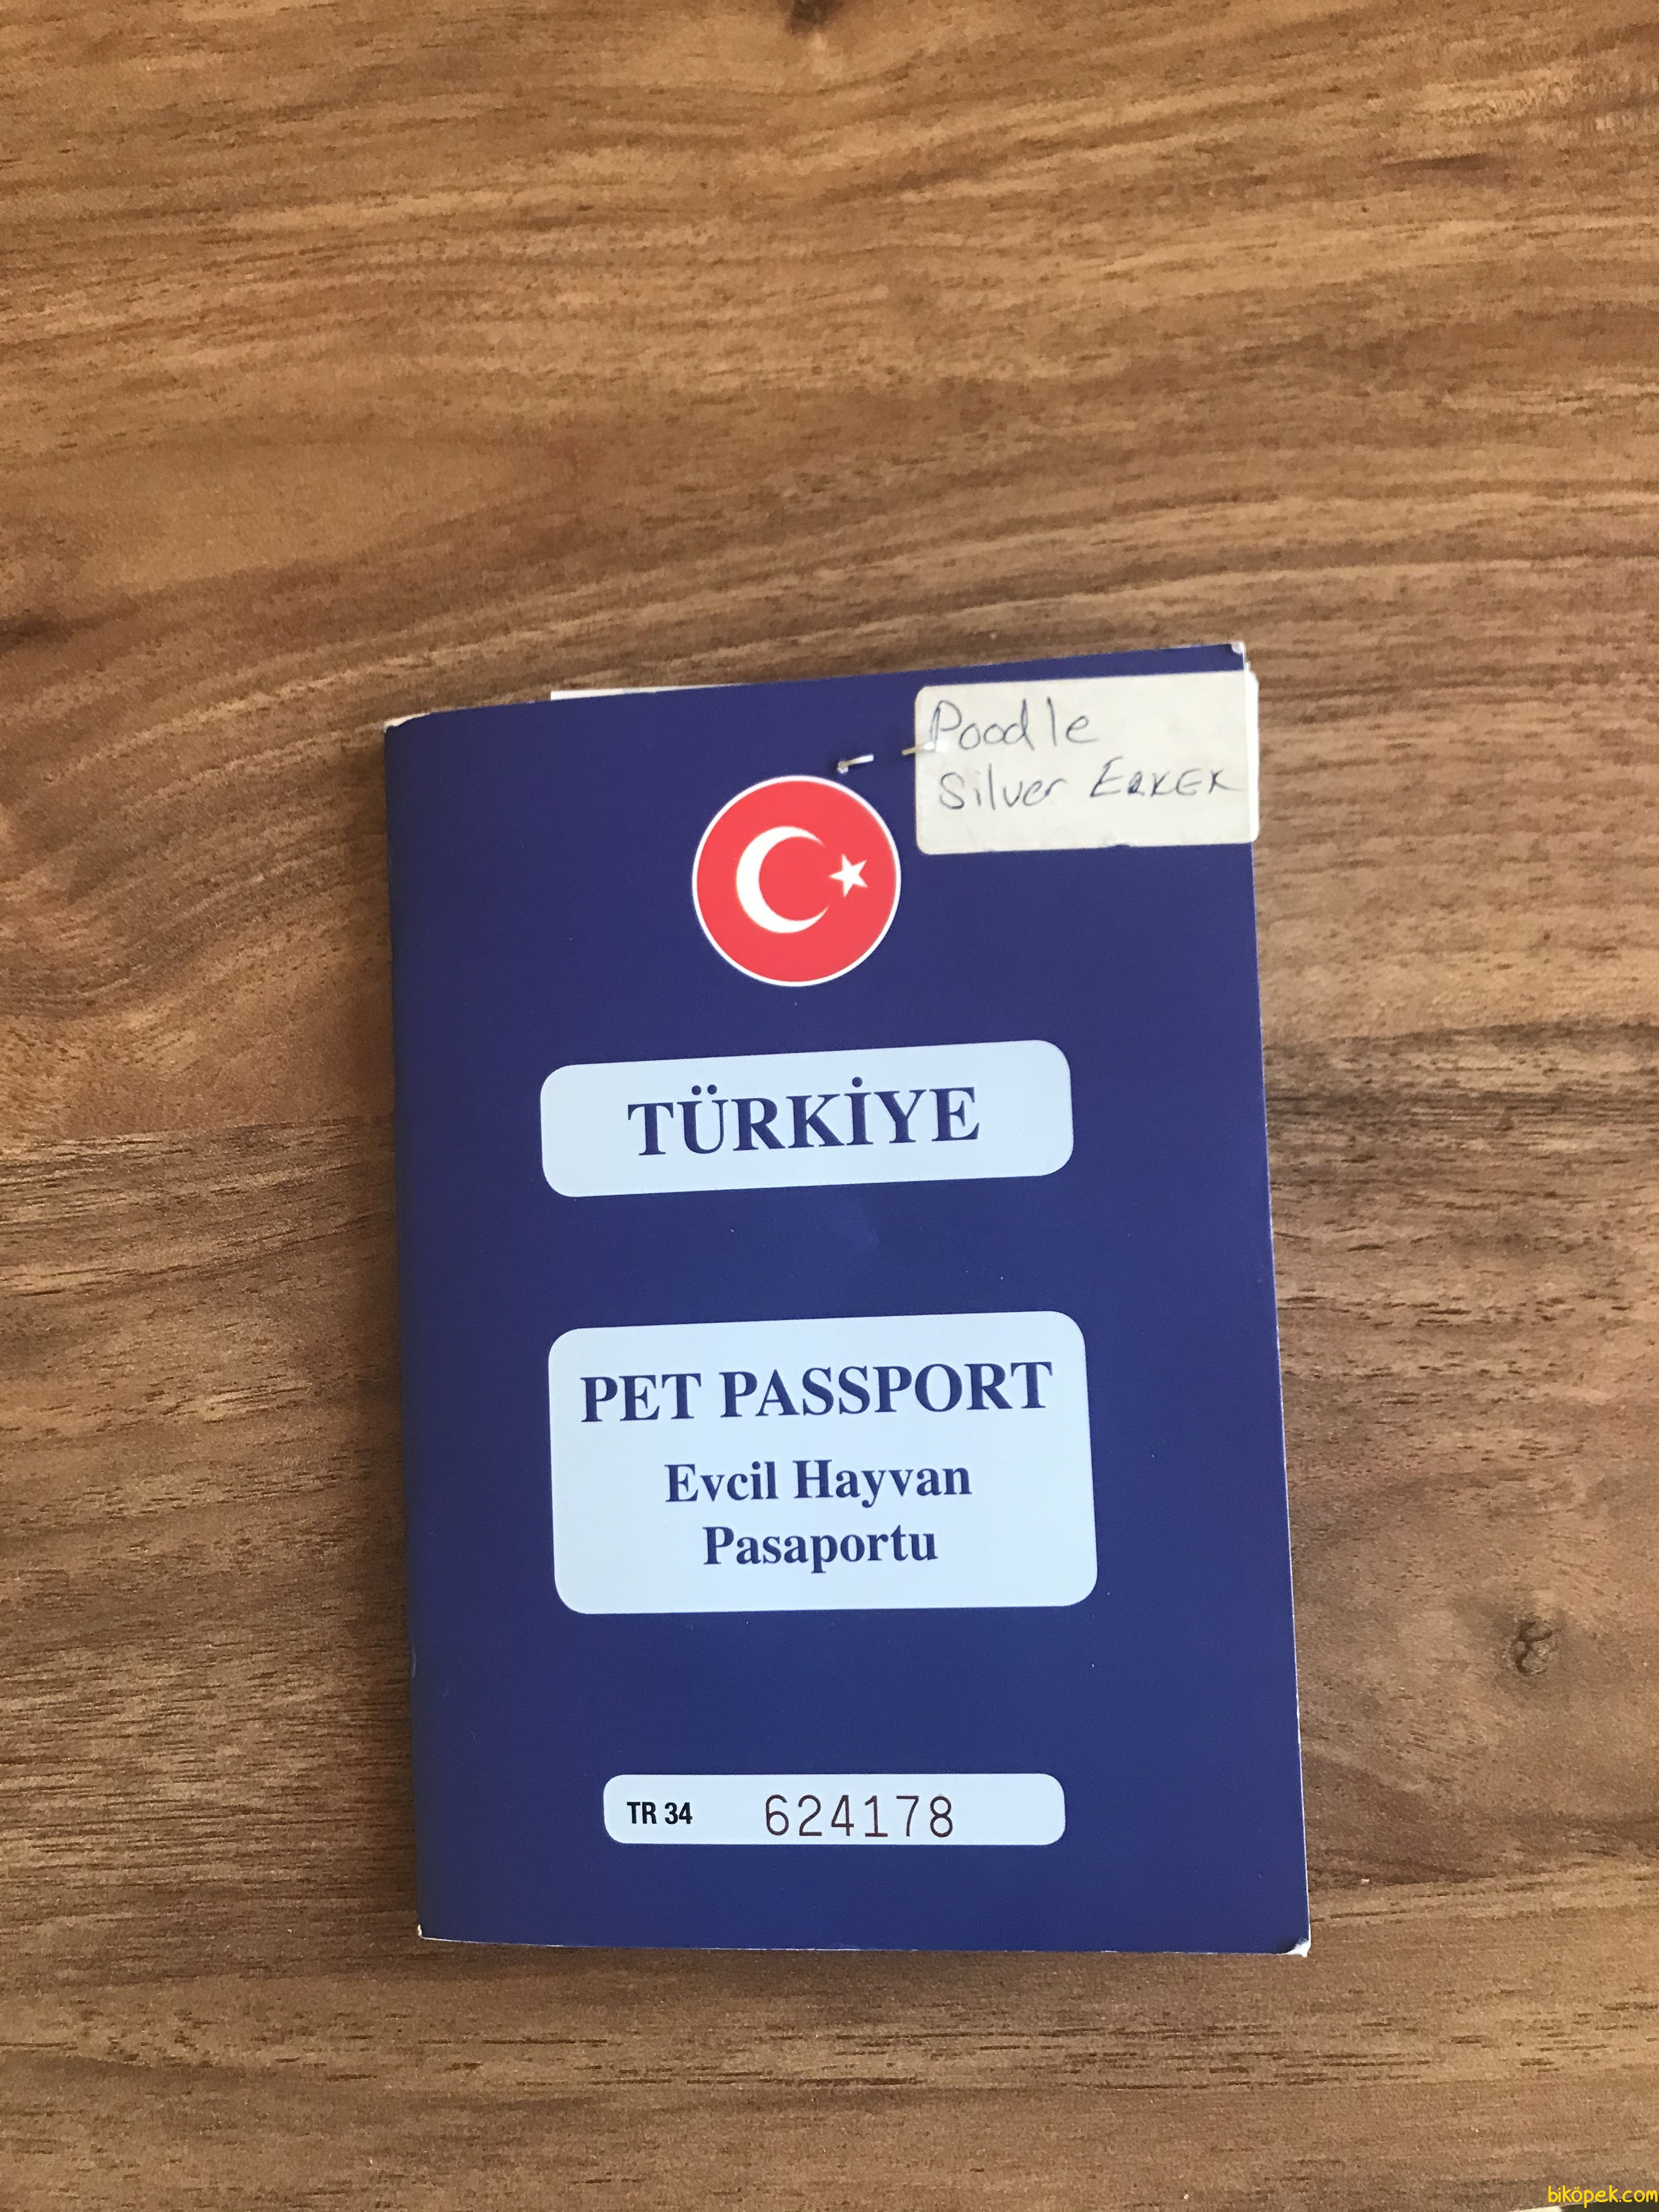 Poodle
Silver ERKEK
TÜRKİYE
PET PASSPORT
Evcil Hayvan
Pasaportu
TR 34 624178
biköpek.com